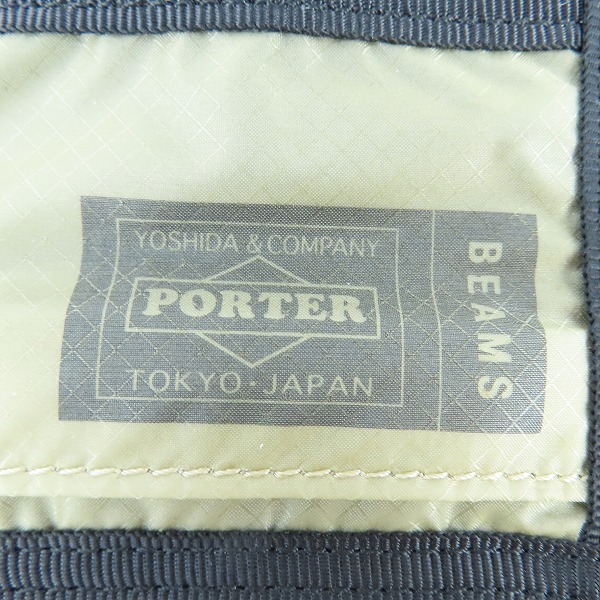 YOSHIDA & COMPANY
PORTER
TOKYO · JAPAN
BEAMS